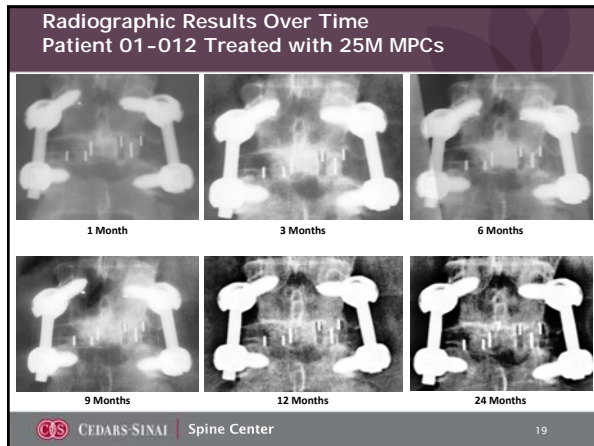 Radiographic Results Over Time
Patient 01-012 Treated with 25M MPCs
1 Month
3 Months
6 Months
9 Months
12 Months
24 Months
CS CEDARS-SINAI Spine Center
19